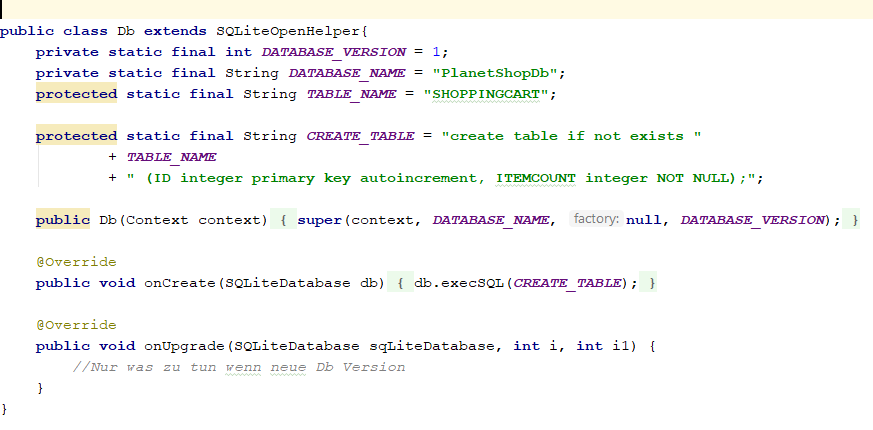 public class Db extends SQLiteOpenHelper{
    private static final int DATABASE_VERSION = 1;
    private static final String DATABASE_NAME = "PlanetShopDb";
    protected static final String TABLE_NAME = "SHOPPINGCART";
    protected static final String CREATE_TABLE = "create table if not exists "
            + TABLE_NAME
            + " (ID integer primary key autoincrement, ITEMCOUNT integer NOT NULL);";
    public Db(Context context) { super(context, DATABASE_NAME, factory: null, DATABASE_VERSION); }
    @Override
    public void onCreate(SQLiteDatabase db) { db.execSQL(CREATE_TABLE); }
    @Override
    public void onUpgrade(SQLiteDatabase sqLiteDatabase, int i, int i1) {
        //Nur was zu tun wenn neue Db Version
    }
}